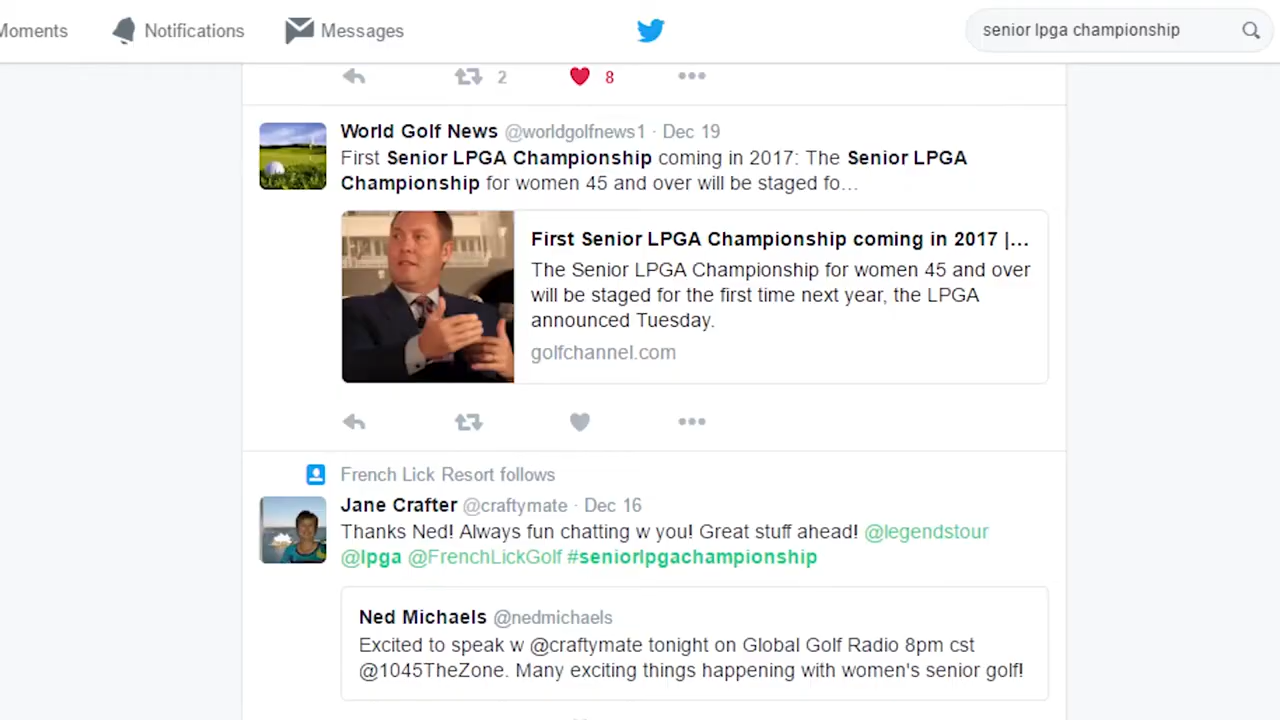 Moments
Notifications
Messages
senior lpga championship
2
8
World Golf News @worldgolfnews1 · Dec 19
First Senior LPGA Championship coming in 2017: The Senior LPGA
Championship for women 45 and over will be staged fo…
First Senior LPGA Championship coming in 2017 |...
The Senior LPGA Championship for women 45 and over
will be staged for the first time next year, the LPGA
announced Tuesday.
golfchannel.com
French Lick Resort follows
Jane Crafter @craftymate · Dec 16
Thanks Ned! Always fun chatting w you! Great stuff ahead! @legendstour
@lpga @FrenchLickGolf #seniorlpgachampionship
Ned Michaels @nedmichaels
Excited to speak w @craftymate tonight on Global Golf Radio 8pm cst
@1045TheZone. Many exciting things happening with women's senior golf!